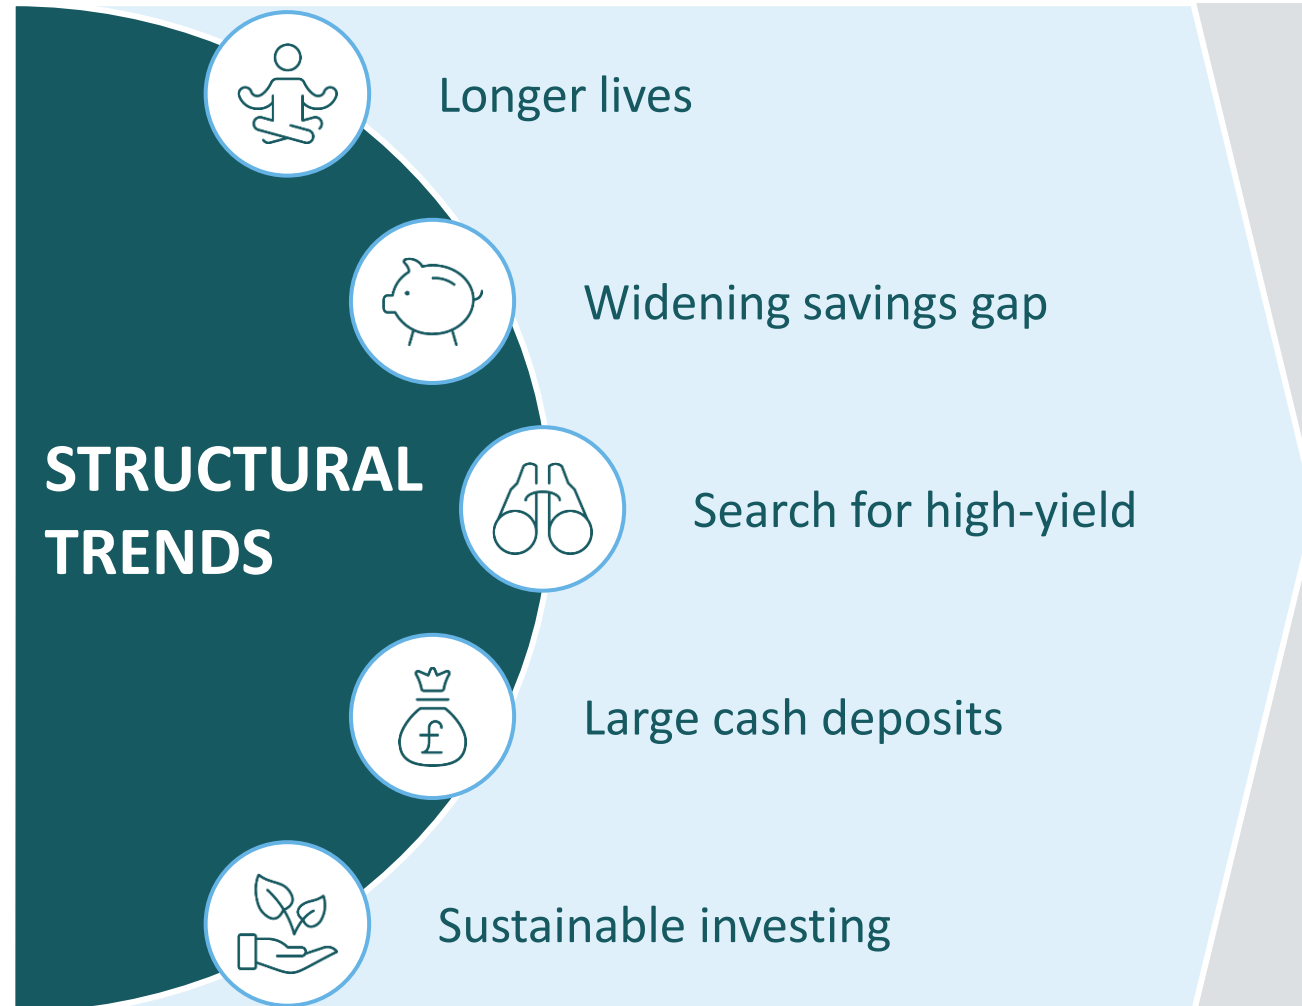 Longer lives
Widening savings gap
STRUCTURAL
TRENDS
Search for high-yield
£
Large cash deposits
Sustainable investing